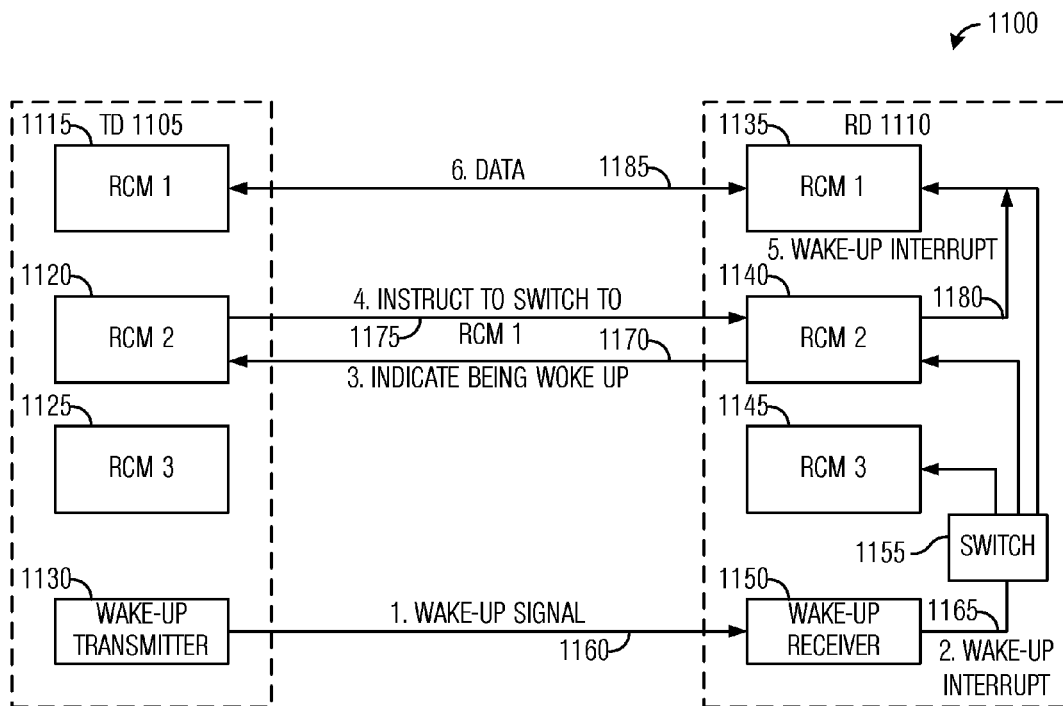 1100
1115
TD 1105
RCM 1
6. DATA
1185
1135
RD 1110
RCM 1
5. WAKE-UP INTERRUPT
1120
RCM 2
4. INSTRUCT TO SWITCH TO
1175
RCM 1
1170
3. INDICATE BEING WOKE UP
1140
RCM 2
1180
1125
RCM 3
1145
RCM 3
1155
SWITCH
1130
WAKE-UP
TRANSMITTER
1. WAKE-UP SIGNAL
1160
1150
WAKE-UP
RECEIVER
1165
2. WAKE-UP
INTERRUPT